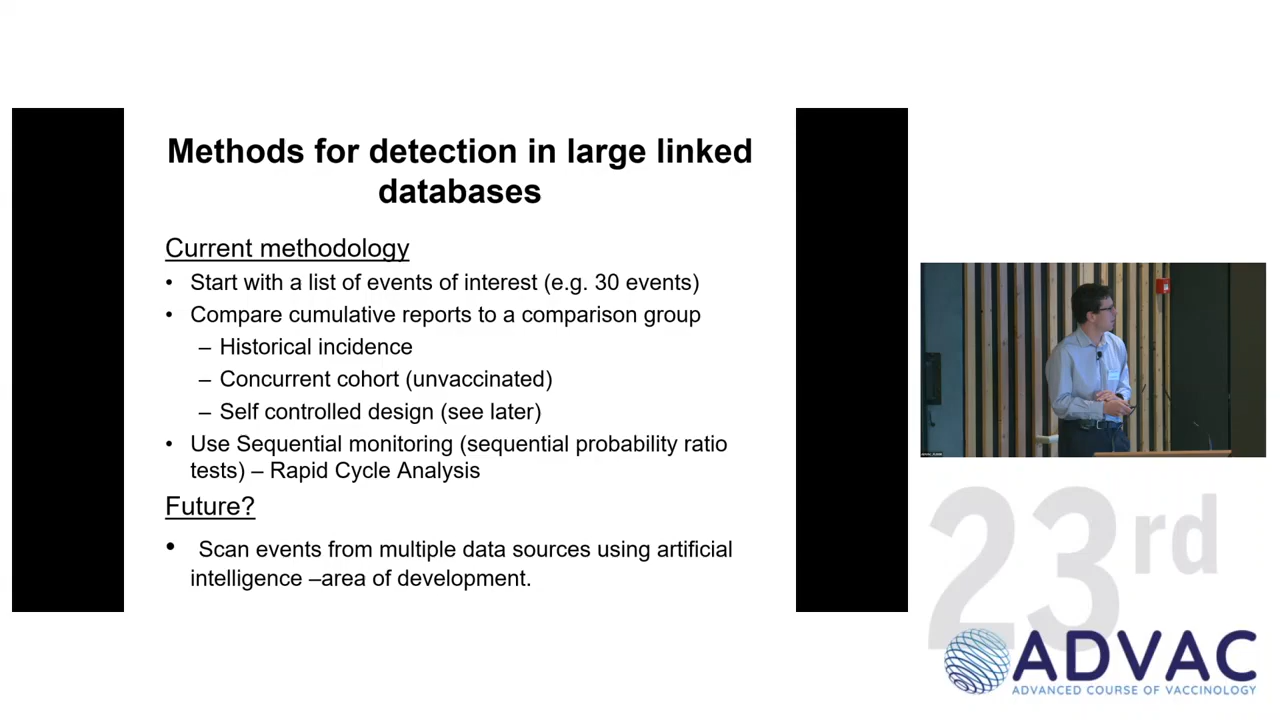 Methods for detection in large linked
databases
Current methodology
• Start with a list of events of interest (e.g. 30 events)
• Compare cumulative reports to a comparison group
– Historical incidence
– Concurrent cohort (unvaccinated)
– Self controlled design (see later)
• Use Sequential monitoring (sequential probability ratio
tests) – Rapid Cycle Analysis
Future?
• Scan events from multiple data sources using artificial
intelligence –area of development.
23rd
ADVAC
ADVANCED COURSE OF VACCINOLOGY